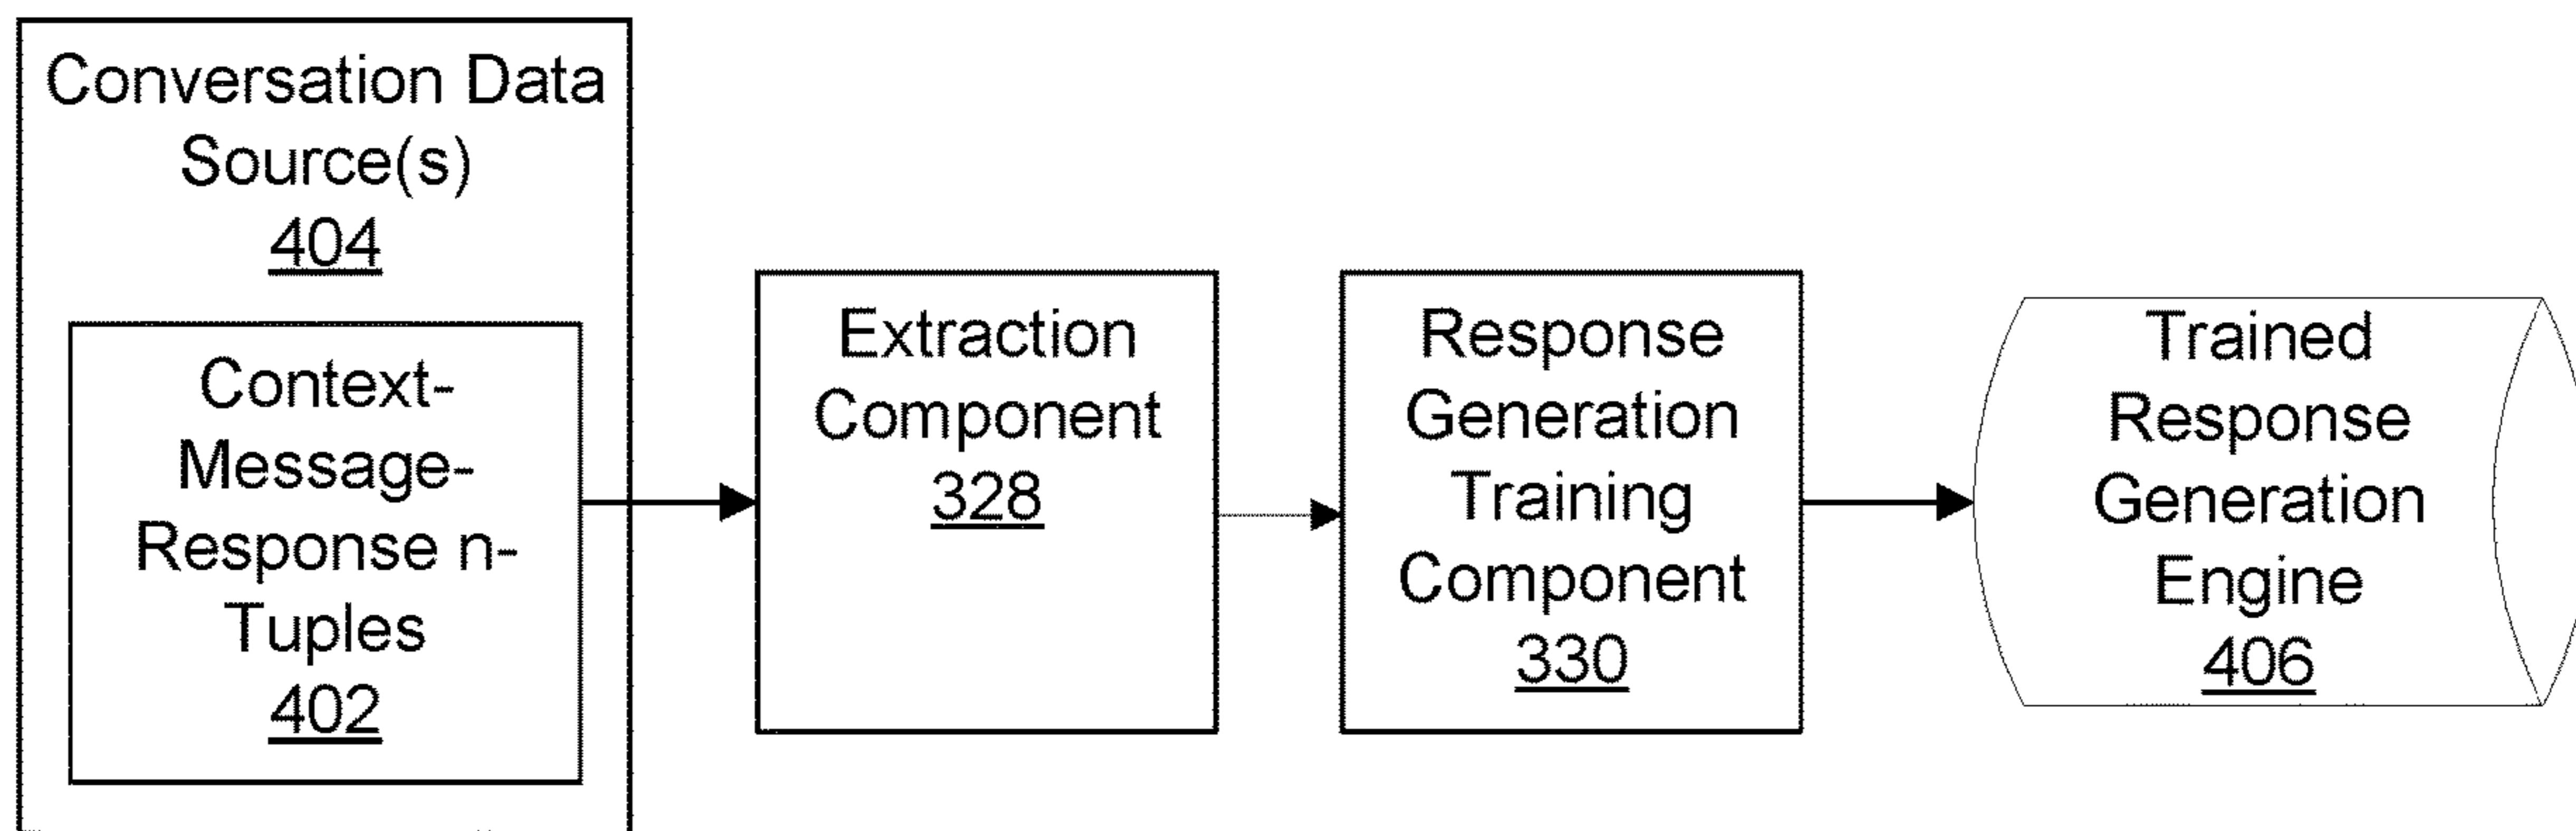 Conversation Data
Source(s)
404
Context-
Message-
Response n-
Tuples
402
Extraction
Component
328
Response
Generation
Training
Component
330
Trained
Response
Generation
Engine
406